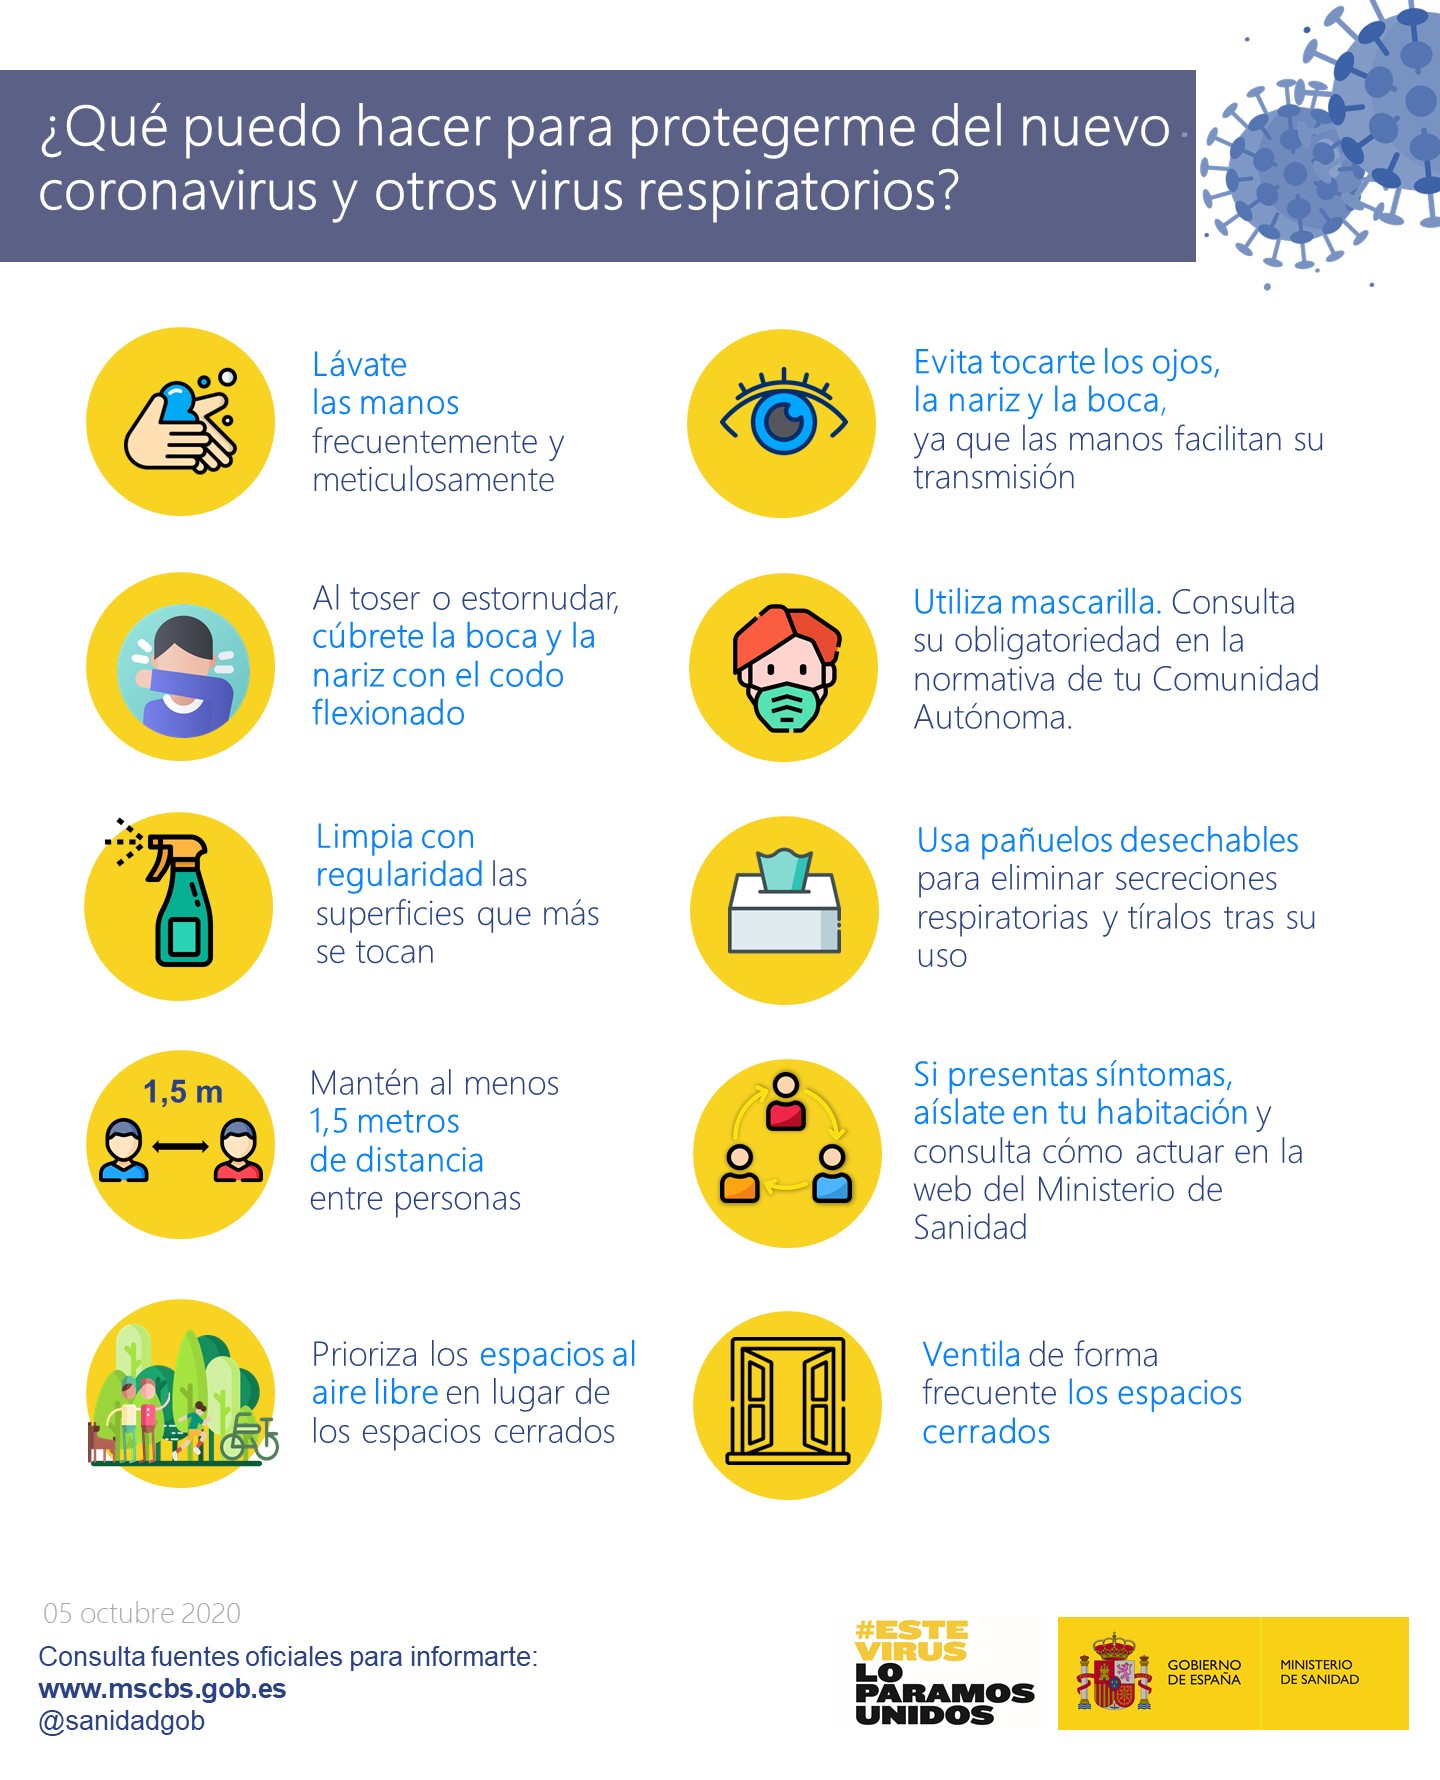 ¿Qué puedo hacer para protegerme del nuevo
coronavirus y otros virus respiratorios?
Lávate
las manos
frecuentemente y
meticulosamente
Evita tocarte los ojos,
la nariz y la boca,
ya que las manos facilitan su
transmisión
Al toser o estornudar,
cúbrete la boca y la
nariz con el codo
flexionado
Utiliza mascarilla. Consulta
su obligatoriedad en la
normativa de tu Comunidad
Autónoma.
Limpia con
regularidad las
superficies que más
se tocan
Usa pañuelos desechables
para eliminar secreciones
respiratorias y tíralos tras su
uso
1,5 m
Mantén al menos
1,5 metros
de distancia
entre personas
Si presentas síntomas,
aíslate en tu habitación y
consulta cómo actuar en la
web del Ministerio de
Sanidad
Prioriza los espacios al
aire libre en lugar de
los espacios cerrados
Ventila de forma
frecuente los espacios
cerrados
05 octubre 2020
Consulta fuentes oficiales para informarte:
www.mscbs.gob.es
@sanidadgob
#ESTE
VIRUS
LO
PARAMOS
UNIDOS
GOBIERNO
DE ESPAÑA
MINISTERIO
DE SANIDAD